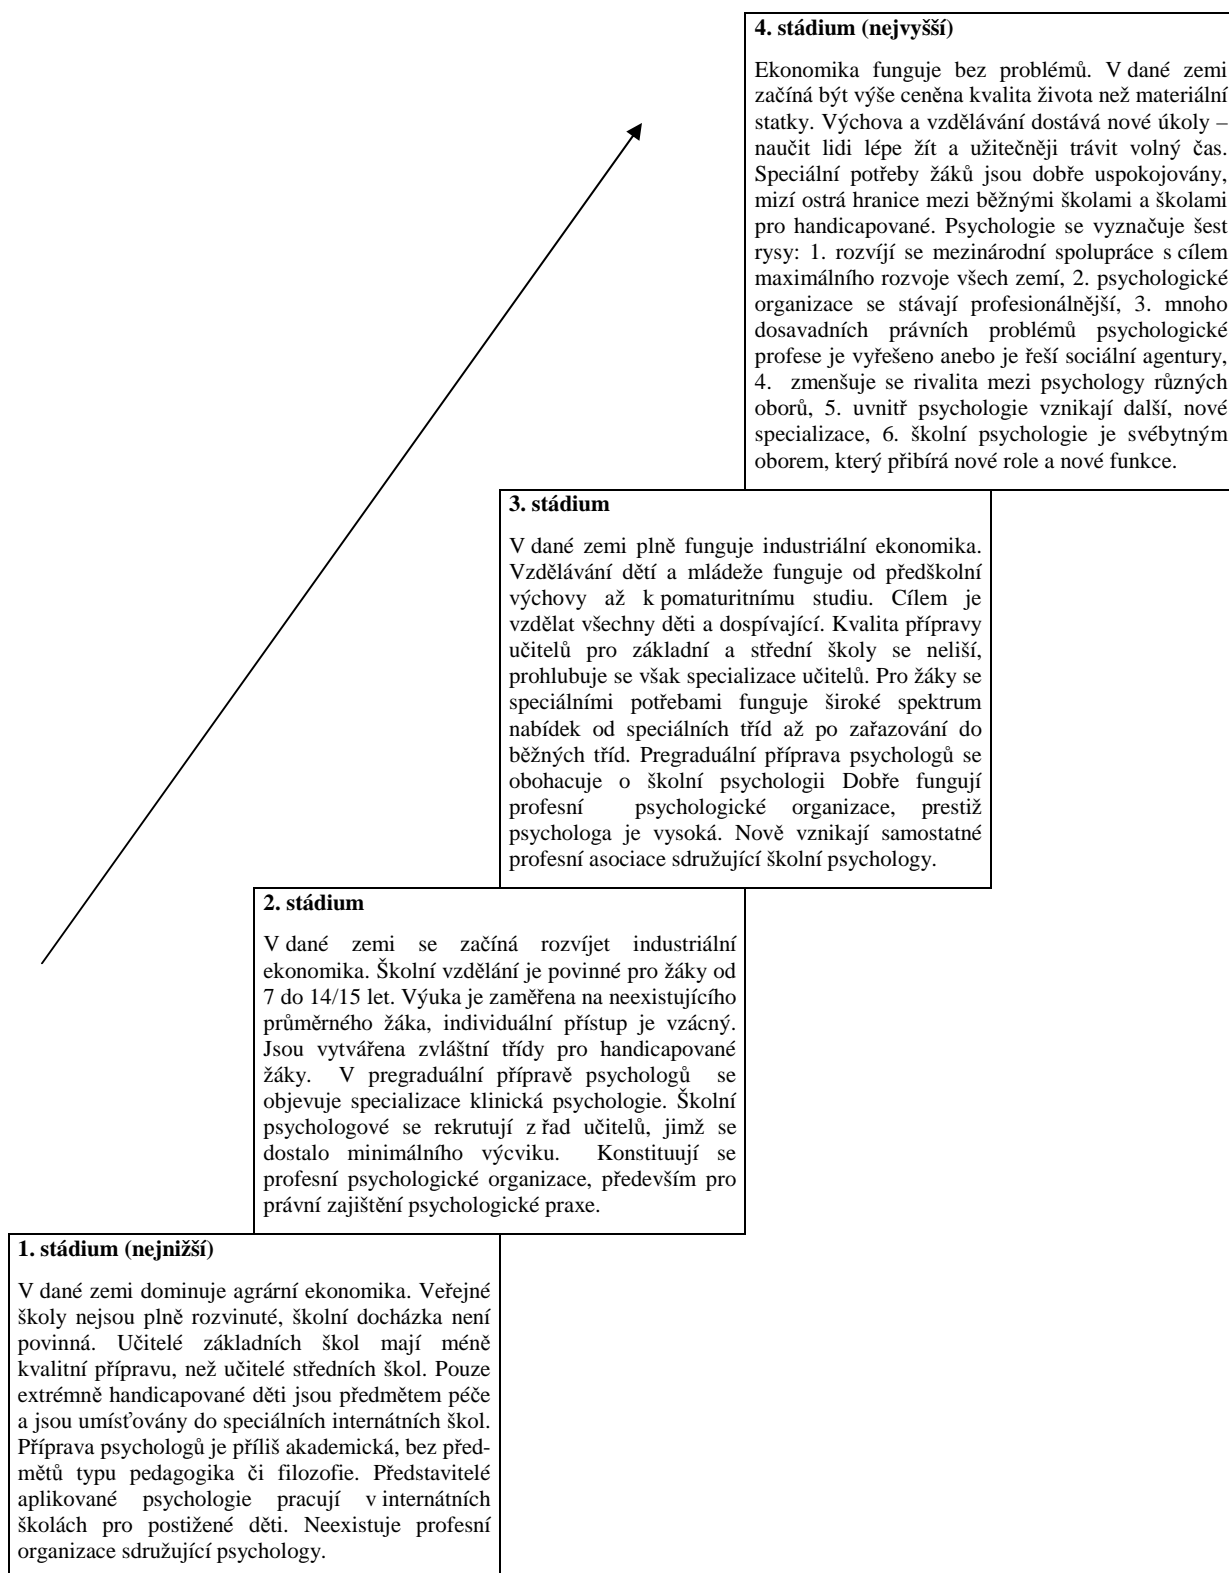 4. stádium (nejvyšší)
Ekonomika funguje bez problémů. V dané zemi
začíná být výše ceněna kvalita života než materiální
statky. Výchova a vzdělávání dostává nové úkoly –
naučit lidi lépe žít a užitečněji trávit volný čas.
Speciální potřeby žáků jsou dobře uspokojovány,
mizí ostrá hranice mezi běžnými školami a školami
pro handicapované. Psychologie se vyznačuje šest
rysy: 1. rozvíjí se mezinárodní spolupráce s cílem
maximálního rozvoje všech zemí, 2. psychologické
organizace se stávají profesionálnější, 3. mnoho
dosavadních právních problémů psychologické
profese je vyřešeno anebo je řeší sociální agentury,
4. zmenšuje se rivalita mezi psychology různých
oborů, 5. uvnitř psychologie vznikají další, nové
specializace, 6. školní psychologie je svébytným
oborem, který přibírá nové role a nové funkce.
3. stádium
V dané zemi plně funguje industriální ekonomika.
Vzdělávání dětí a mládeže funguje od předškolní
výchovy až k pomaturitnímu studiu. Cílem je
vzdělat všechny děti a dospívající. Kvalita přípravy
učitelů pro základní a střední školy se neliší,
prohlubuje se však specializace učitelů. Pro žáky se
speciálními potřebami funguje široké spektrum
nabídek od speciálních tříd až po zařazování do
běžných tříd. Pregraduální příprava psychologů se
obohacuje o školní psychologii Dobře fungují
profesní psychologické organizace, prestiž
psychologa je vysoká. Nově vznikají samostatné
profesní asociace sdružující školní psychology.
2. stádium
V dané zemi se začíná rozvíjet industriální
ekonomika. Školní vzdělání je povinné pro žáky od
7 do 14/15 let. Výuka je zaměřena na neexistujícího
průměrného žáka, individuální přístup je vzácný.
Jsou vytvářena zvláštní třídy pro handicapované
žáky. V pregraduální přípravě psychologů se
objevuje specializace klinická psychologie. Školní
psychologové se rekrutují z řad učitelů, jimž se
dostalo minimálního výcviku. Konstituují se
profesní psychologické organizace, především pro
právní zajištění psychologické praxe.
1. stádium (nejnižší)
V dané zemi dominuje agrární ekonomika. Veřejné
školy nejsou plně rozvinuté, školní docházka není
povinná. Učitelé základních škol mají méně
kvalitní přípravu, než učitelé středních škol. Pouze
extrémně handicapované děti jsou předmětem péče
a jsou umísťovány do speciálních internátních škol.
Příprava psychologů je příliš akademická, bez před-
mětů typu pedagogika či filozofie. Představitelé
aplikované psychologie pracují v internátních
školách pro postižené děti. Neexistuje profesní
organizace sdružující psychology.